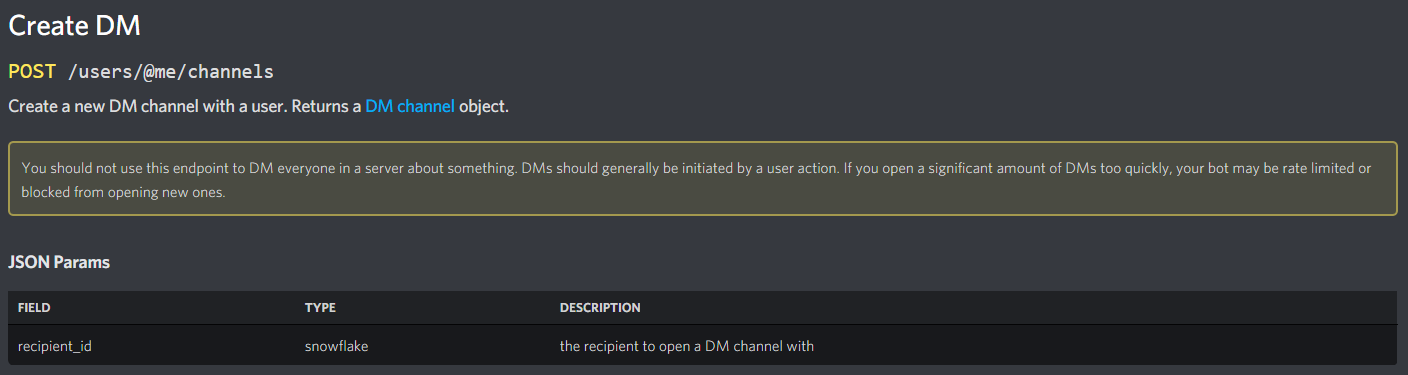 Create DM
POST /users/@me/channels
Create a new DM channel with a user. Returns a DM channel object.
You should not use this endpoint to DM everyone in a server about something. DMs should generally be initiated by a user action. If you open a significant amount of DMs too quickly, your bot may be rate limited or
blocked from opening new ones.
JSON Params
FIELD TYPE DESCRIPTION
recipient_id snowflake the recipient to open a DM channel with